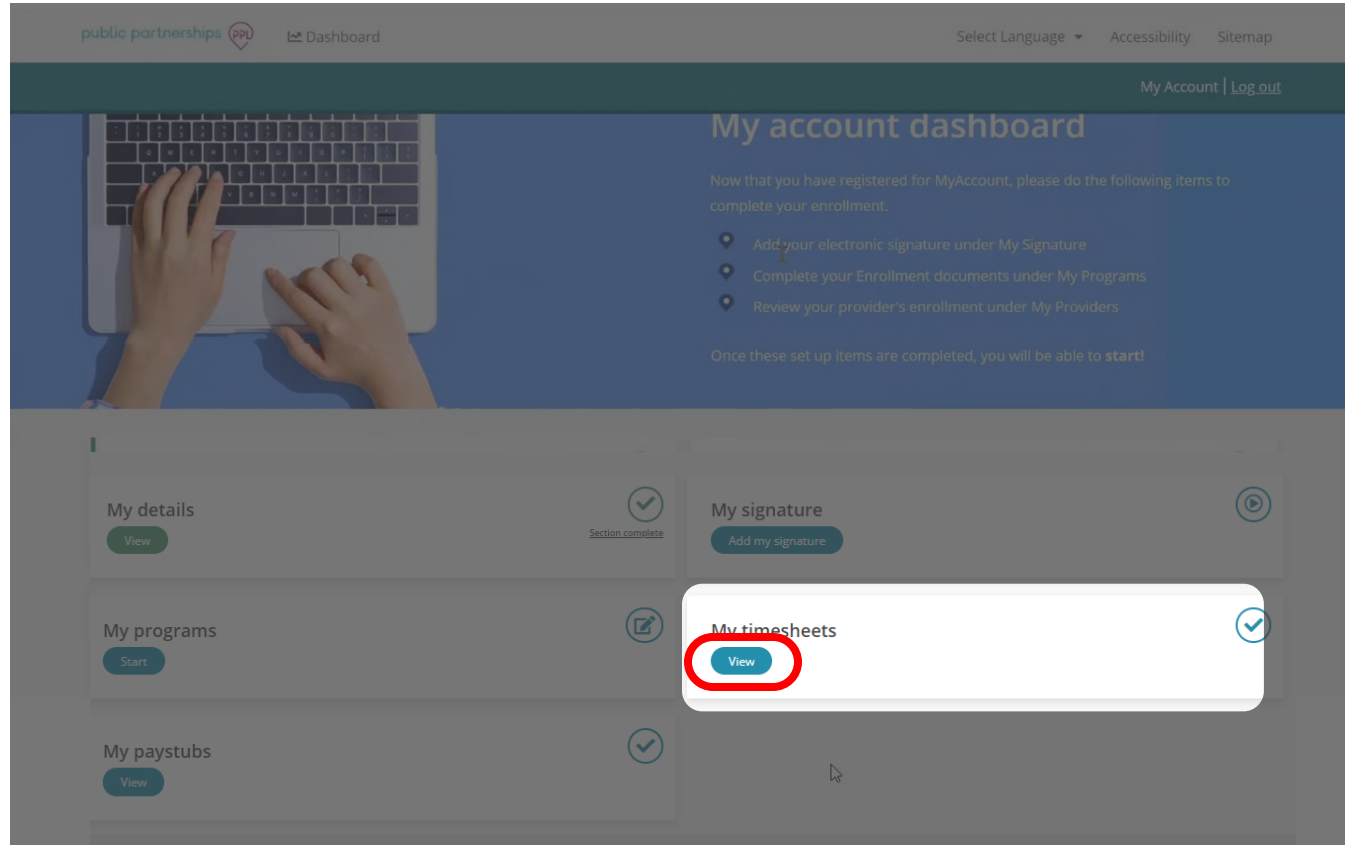 public partnerships PPL
Dashboard
Select Language
Accessibility
Sitemap
My Account | Log out
My account dashboard
Now that you have registered for MyAccount, please do the following items to
complete your enrollment.
Add your electronic signature under My Signature
Complete your Enrollment documents under My Programs
Review your provider's enrollment under My Providers
Once these set up items are completed, you will be able to start!
My details
View
Section complete
My signature
Add my signature
My programs
Start
My timesheets
View
My paystubs
View